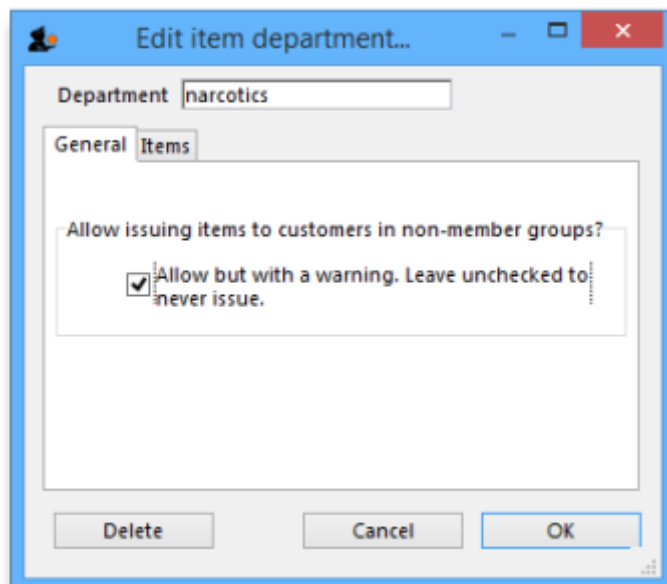 Edit item department...
Department narcotics
General Items
Allow issuing items to customers in non-member groups?
Allow but with a warning. Leave unchecked to
never issue.
Delete Cancel OK